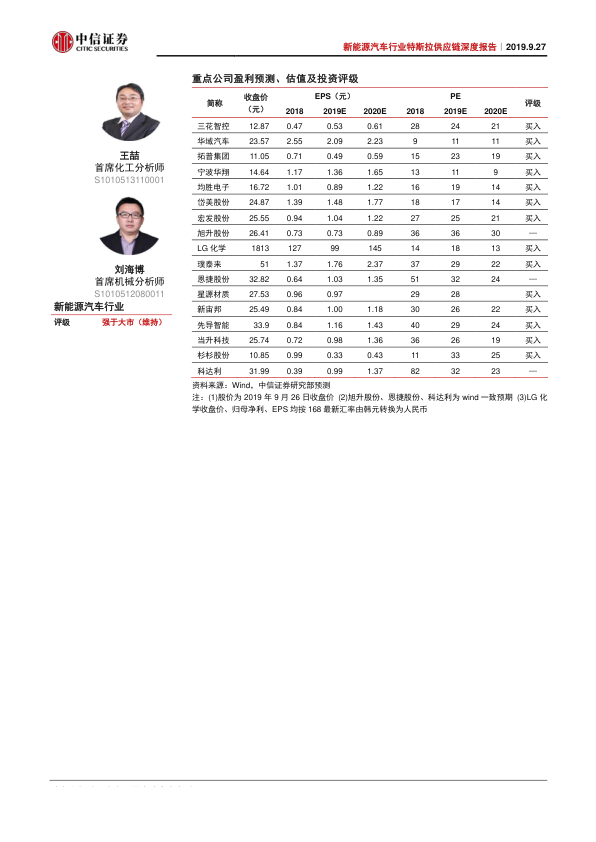 中信证券
CITIC SECURITIES
新能源汽车行业特斯拉供应链深度报告｜2019.9.27
王喆
首席化工分析师
S1010513110001
刘海博
首席机械分析师
S1010512080011
新能源汽车行业
评级 强于大市（维持）
重点公司盈利预测、估值及投资评级
简称 收盘价（元） EPS（元） PE 评级
2018 2019E 2020E 2018 2019E 2020E
三花智控 12.87 0.47 0.53 0.61 28 24 21 买入
华域汽车 23.57 2.55 2.09 2.23 9 11 11 买入
拓普集团 11.05 0.71 0.49 0.59 15 23 19 买入
宁波华翔 14.64 1.17 1.36 1.65 13 11 9 买入
均胜电子 16.72 1.01 0.89 1.22 16 19 14 买入
岱美股份 24.87 1.39 1.48 1.77 18 17 14 买入
宏发股份 25.55 0.94 1.04 1.22 27 25 21 买入
旭升股份 26.41 0.73 0.73 0.89 36 36 30 —
LG 化学 1813 127 99 145 14 18 13 买入
璞泰来 51 1.37 1.76 2.37 37 29 22 买入
恩捷股份 32.82 0.64 1.03 1.35 51 32 24 —
星源材质 27.53 0.96 0.97 29 28 买入
新宙邦 25.49 0.84 1.00 1.18 30 26 22 买入
先导智能 33.9 0.84 1.16 1.43 40 29 24 买入
当升科技 25.74 0.72 0.98 1.36 36 26 19 买入
杉杉股份 10.85 0.99 0.33 0.43 11 33 25 买入
科达利 31.99 0.39 0.99 1.37 82 32 23 —
资料来源：Wind，中信证券研究部预测
注：(1)股价为 2019 年 9 月 26 日收盘价 (2)旭升股份、恩捷股份、科达利为 wind 一致预期 (3)LG 化
学收盘价、归母净利、EPS 均按 168 最新汇率由韩元转换为人民币